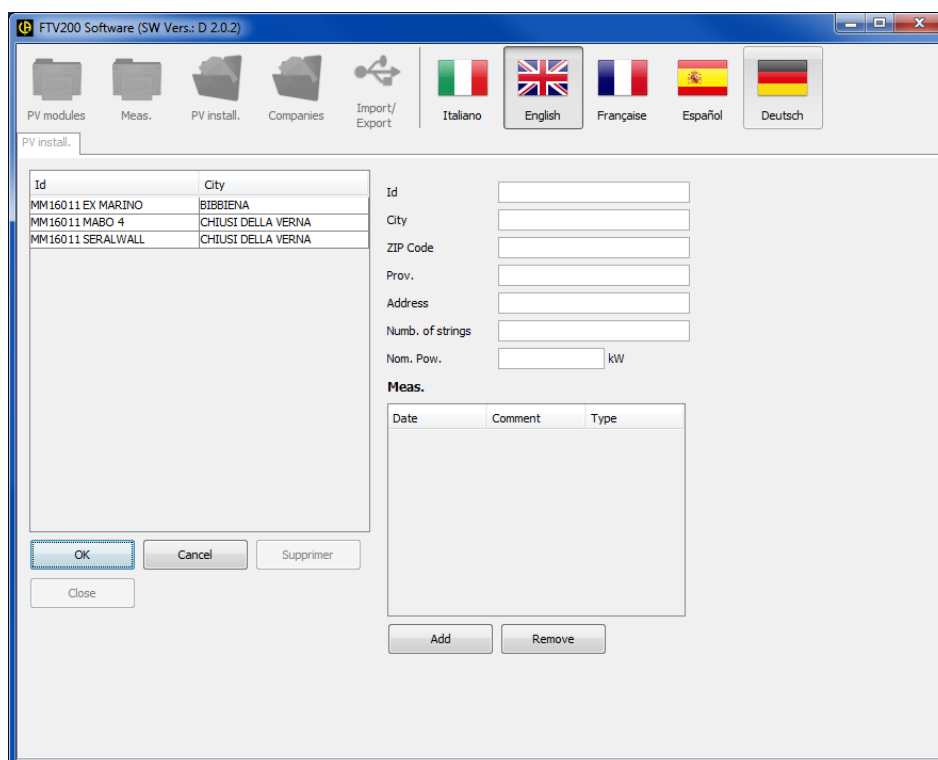 FTV200 Software (SW Vers.: D 2.0.2)
PV modules
Meas.
PV install.
Companies
Import/
Export
Italiano
English
Française
Español
Deutsch
PV install.
Id City
MM16011 EX MARINO BIBBIENA
MM16011 MABO 4 CHIUSI DELLA VERNA
MM16011 SERALWALL CHIUSI DELLA VERNA
OK
Cancel
Supprimer
Close
Id
City
ZIP Code
Prov.
Address
Numb. of strings
Nom. Pow. kW
Meas.
Date Comment Type
Add
Remove